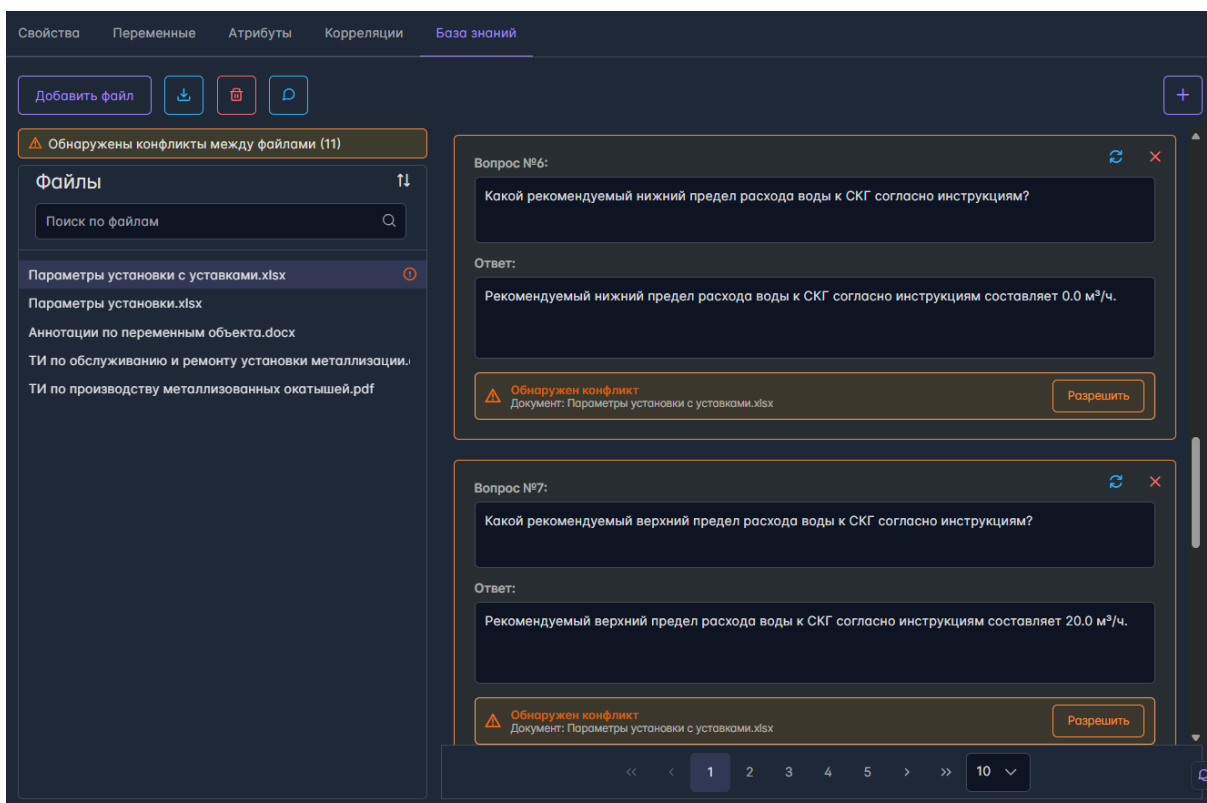 Свойства Переменные Атрибуты Корреляции База знаний
Добавить файл
Обнаружены конфликты между файлами (11)
Файлы
Поиск по файлам
Параметры установки с уставками.xlsx
Параметры установки.xlsx
Аннотации по переменным объекта.docx
ТИ по обслуживанию и ремонту установки металлизации.
ТИ по производству металлизованных окатышей.pdf
Вопрос №6:
Какой рекомендуемый нижний предел расхода воды к СКГ согласно инструкциям?
Ответ:
Рекомендуемый нижний предел расхода воды к СКГ согласно инструкциям составляет 0.0 м³/ч.
Обнаружен конфликт
Документ: Параметры установки с уставками.xlsx
Разрешить
Вопрос №7:
Какой рекомендуемый верхний предел расхода воды к СКГ согласно инструкциям?
Ответ:
Рекомендуемый верхний предел расхода воды к СКГ согласно инструкциям составляет 20.0 м³/ч.
Обнаружен конфликт
Документ: Параметры установки с уставками.xlsx
Разрешить
« ‹ 1 2 3 4 5 › » 10